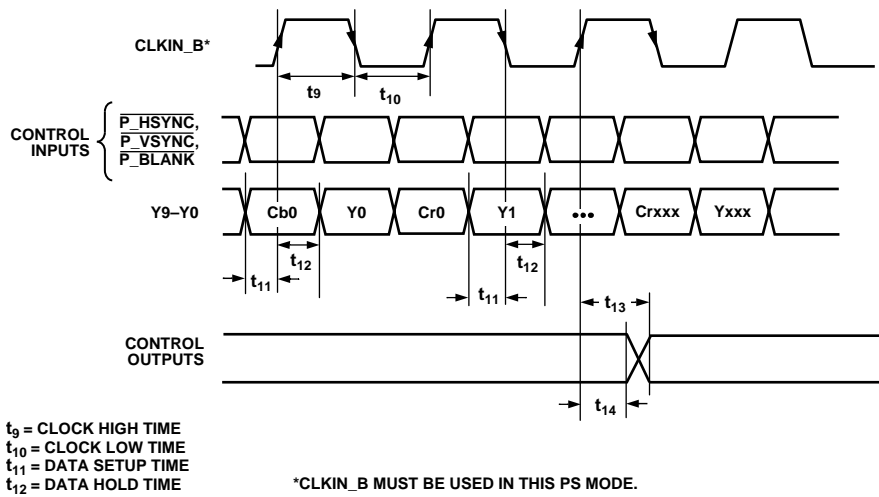 CLKIN_B*
t9
t10
CONTROL
INPUTS
P_HSYNC,
P_VSYNC,
P_BLANK
Y9–Y0
Cb0
Y0
Cr0
Y1
•••
Crxxx
Yxxx
t12
t12
t11
t11
t13
CONTROL
OUTPUTS
t14
t9 = CLOCK HIGH TIME
t10 = CLOCK LOW TIME
t11 = DATA SETUP TIME
t12 = DATA HOLD TIME
*CLKIN_B MUST BE USED IN THIS PS MODE.